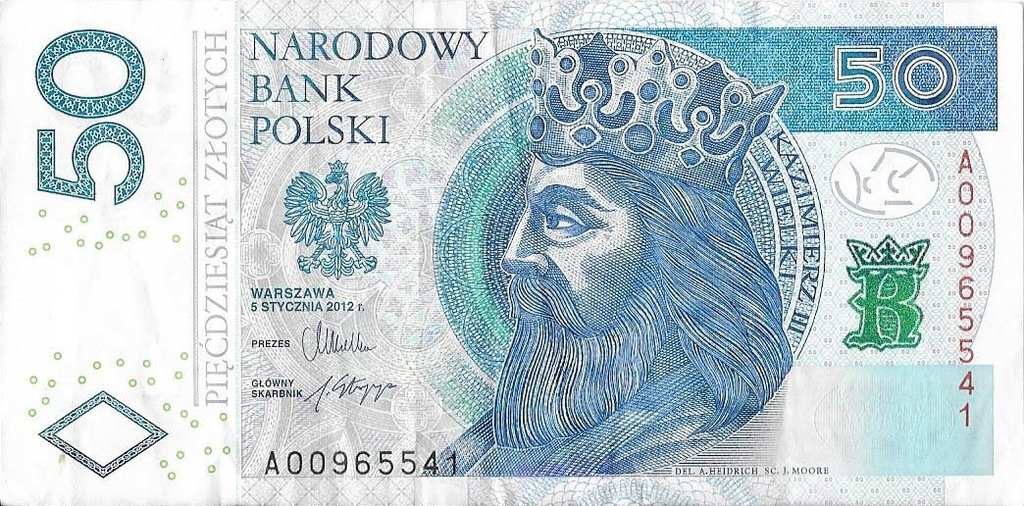 50
PIĘĆDZIESIĄT ZŁOTYCH
NARODOWY
BANK
POLSKI
50
KAZIMIERZ III
WIELKI
WARSZAWA
5 STYCZNIA 2012 r.
PREZES
GŁÓWNY
SKARBNIK
A00965541
A00965541
DEL. A.HEIDRICH SC. J. MOORE